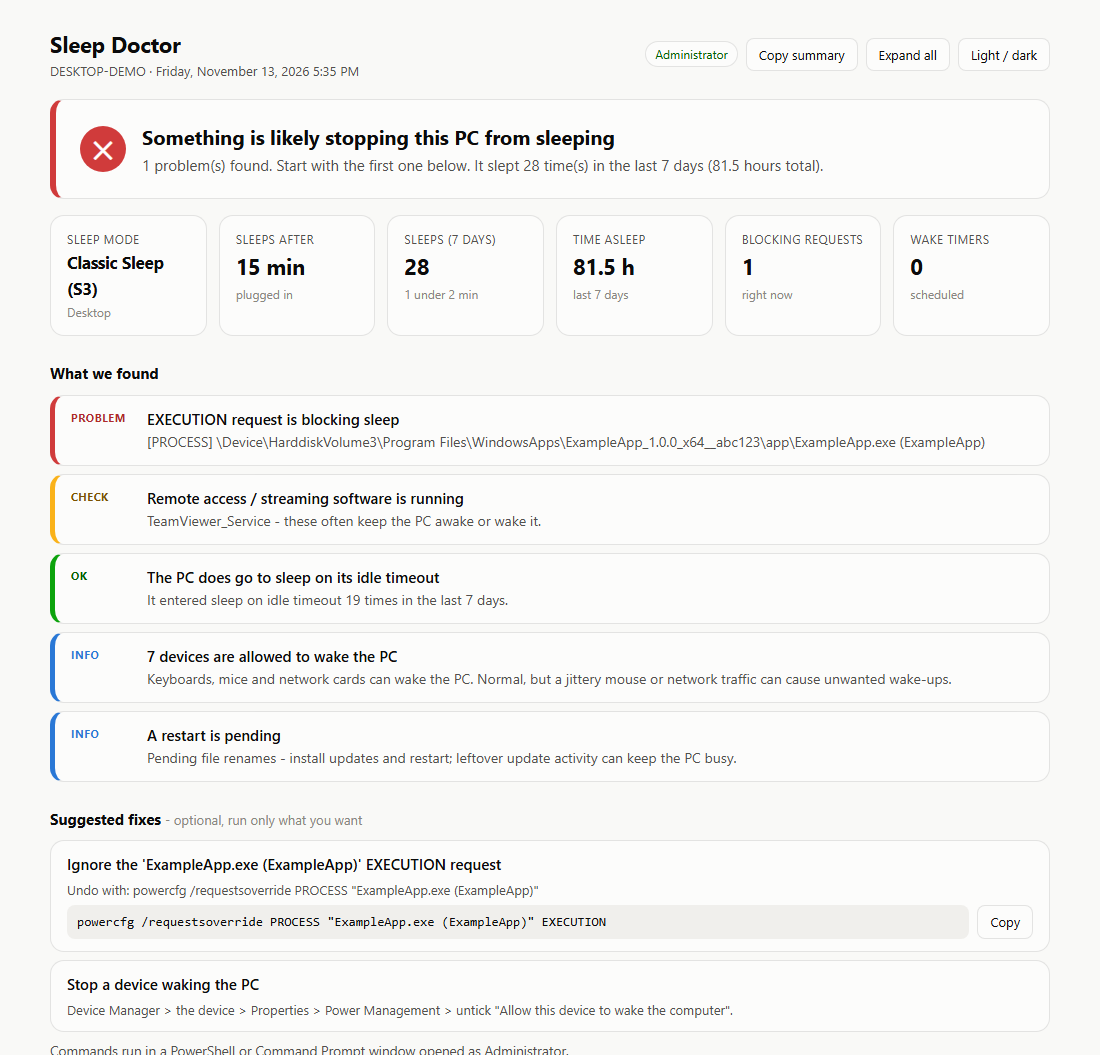 Sleep Doctor
DESKTOP-DEMO · Friday, November 13, 2026 5:35 PM
Administrator
Copy summary
Expand all
Light / dark
Something is likely stopping this PC from sleeping
1 problem(s) found. Start with the first one below. It slept 28 time(s) in the last 7 days (81.5 hours total).
SLEEP MODE
Classic Sleep
(S3)
Desktop
SLEEPS AFTER
15 min
plugged in
SLEEPS (7 DAYS)
28
1 under 2 min
TIME ASLEEP
81.5 h
last 7 days
BLOCKING REQUESTS
1
right now
WAKE TIMERS
0
scheduled
What we found
PROBLEM
EXECUTION request is blocking sleep
[PROCESS] \Device\HarddiskVolume3\Program Files\WindowsApps\ExampleApp_1.0.0_x64__abc123\app\ExampleApp.exe (ExampleApp)
CHECK
Remote access / streaming software is running
TeamViewer_Service - these often keep the PC awake or wake it.
OK
The PC does go to sleep on its idle timeout
It entered sleep on idle timeout 19 times in the last 7 days.
INFO
7 devices are allowed to wake the PC
Keyboards, mice and network cards can wake the PC. Normal, but a jittery mouse or network traffic can cause unwanted wake-ups.
INFO
A restart is pending
Pending file renames - install updates and restart; leftover update activity can keep the PC busy.
Suggested fixes - optional, run only what you want
Ignore the 'ExampleApp.exe (ExampleApp)' EXECUTION request
Undo with: powercfg /requestsoverride PROCESS "ExampleApp.exe (ExampleApp)"
powercfg /requestsoverride PROCESS "ExampleApp.exe (ExampleApp)" EXECUTION
Copy
Stop a device waking the PC
Device Manager > the device > Properties > Power Management > untick "Allow this device to wake the computer".
Commands run in a PowerShell or Command Prompt window opened as Administrator.